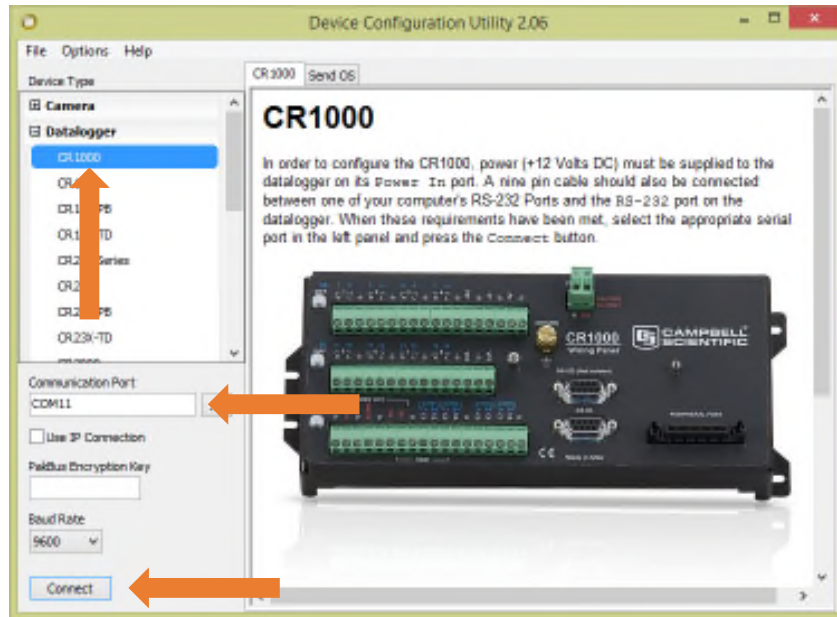 Device Configuration Utility 2.06
File Options Help
Device Type
CR1000 Send OS
Camera
Datalogger
CR1000
CR23X-TD
Communication Port
COM11
Use IP Connection
PakBus Encryption Key
Baud Rate
9600
Connect
CR1000
In order to configure the CR1000, power (+12 Volts DC) must be supplied to the
datalogger on its Power In port. A nine pin cable should also be connected
between one of your computer's RS-232 Ports and the RS-232 port on the
datalogger. When these requirements have been met, select the appropriate serial
port in the left panel and press the Connect button.
CR1000
Wiring Panel
CAMPBELL
SCIENTIFIC